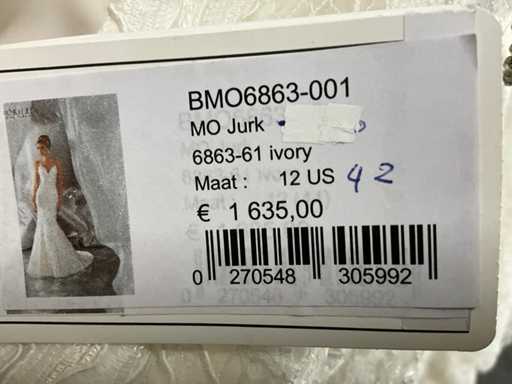 BMO6863-001
MO Jurk
6863-61 ivory
Maat : 12 US 42
€ 1 635,00
0 270548 305992